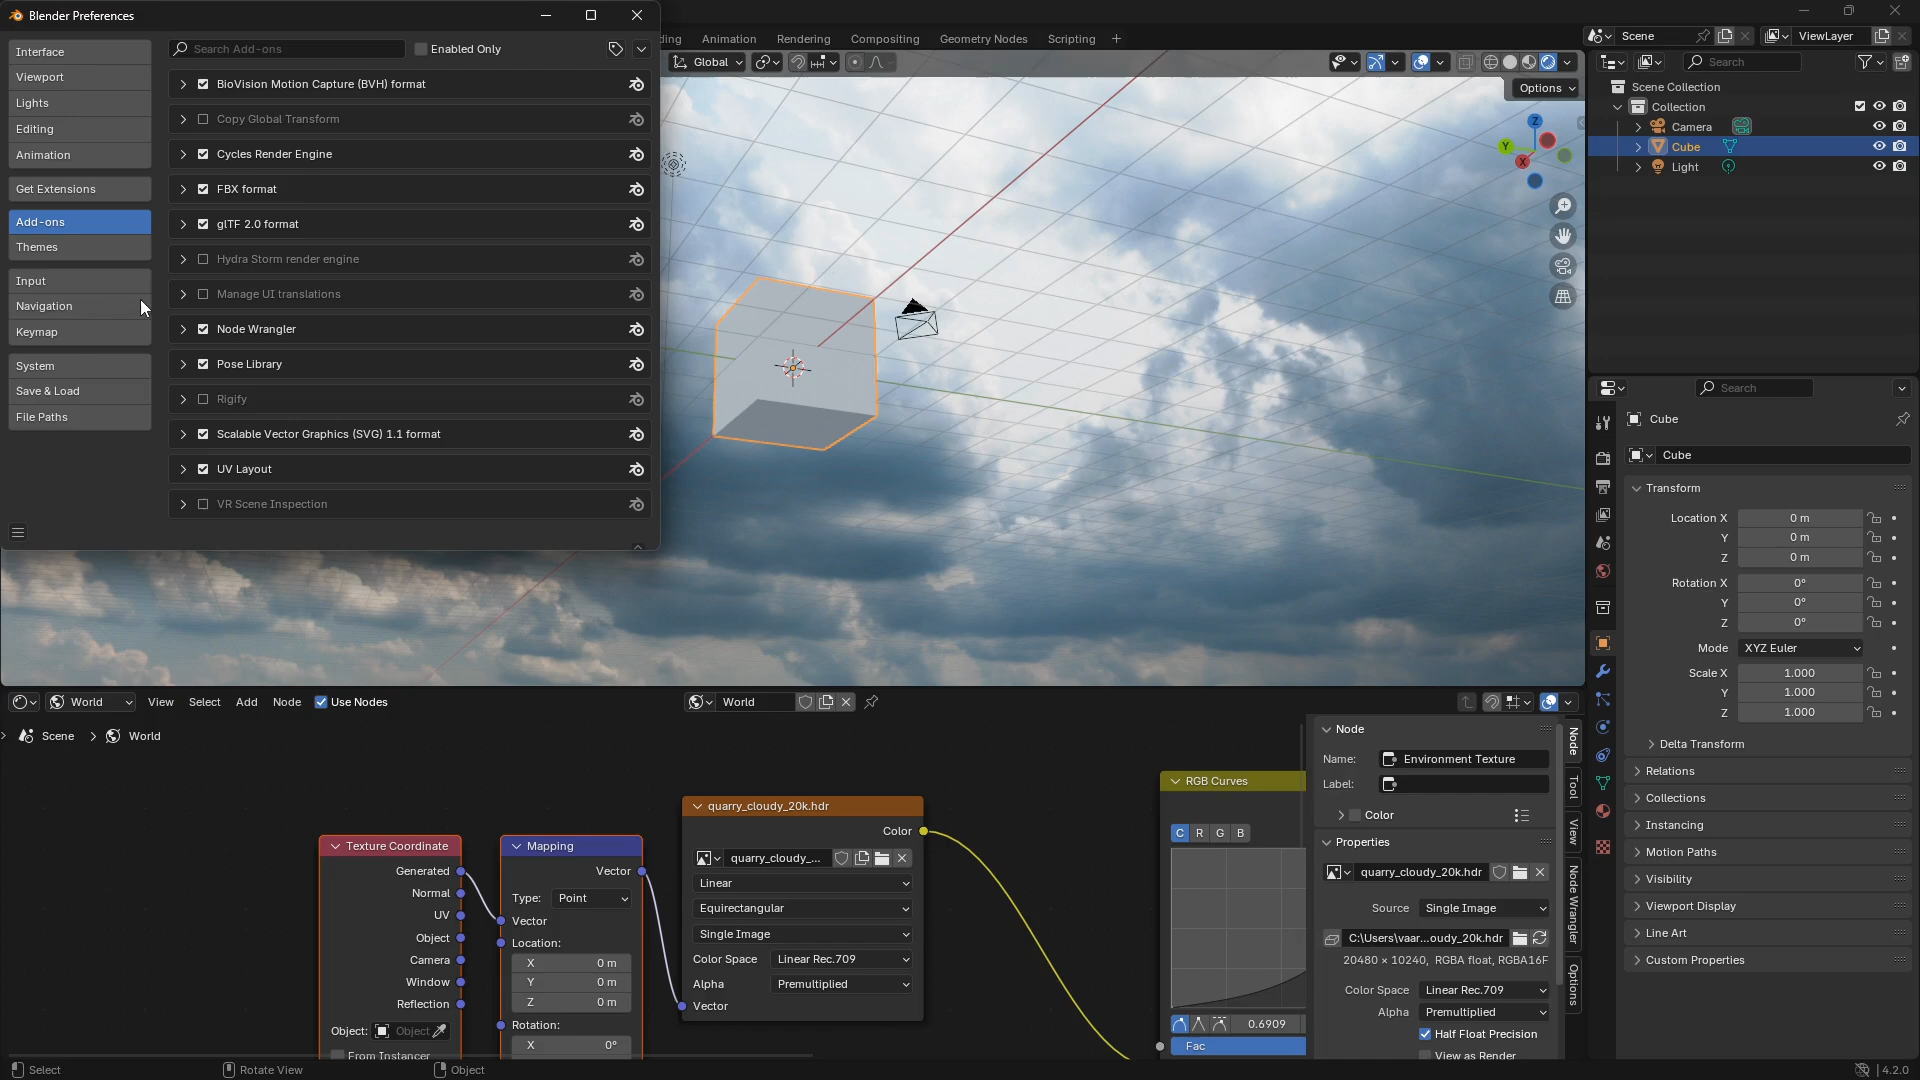 Blender Preferences
Interface
Viewport
Lights
Editing
Animation
Get Extensions
Add-ons
Themes
Input
Navigation
Keymap
System
Save & Load
File Paths
Search Add-ons
Enabled Only
BioVision Motion Capture (BVH) format
Copy Global Transform
Cycles Render Engine
FBX format
glTF 2.0 format
Hydra Storm render engine
Manage UI translations
Node Wrangler
Pose Library
Rigify
Scalable Vector Graphics (SVG) 1.1 format
UV Layout
VR Scene Inspection
ding Animation Rendering Compositing Geometry Nodes Scripting +
Global
Options
Z
Y
X
Scene
ViewLayer
Search
Scene Collection
Collection
Camera
Cube
Light
Search
Cube
Cube
Transform
Location X 0 m
Y 0 m
Z 0 m
Rotation X 0°
Y 0°
Z 0°
Mode XYZ Euler
Scale X 1.000
Y 1.000
Z 1.000
Delta Transform
Relations
Collections
Instancing
Motion Paths
Visibility
Viewport Display
Line Art
Custom Properties
World View Select Add Node Use Nodes
World
Scene World
Texture Coordinate
Generated
Normal
UV
Object
Camera
Window
Reflection
Object: Object
From Instancer
Mapping
Vector
Type: Point
Vector
Location:
X 0 m
Y 0 m
Z 0 m
Rotation:
X 0°
quarry_cloudy_20k.hdr
Color
quarry_cloudy_...
Linear
Equirectangular
Single Image
Color Space Linear Rec.709
Alpha Premultiplied
Vector
RGB Curves
C R G B
0.6909
Fac
Node
Name: Environment Texture
Label:
Color
Properties
quarry_cloudy_20k.hdr
Source Single Image
C:\Users\vaar...oudy_20k.hdr
20480 × 10240, RGBA float, RGBA16F
Color Space Linear Rec.709
Alpha Premultiplied
Half Float Precision
View as Render
Node
Tool
View
Node Wrangler
Options
Select
Rotate View
Object
4.2.0